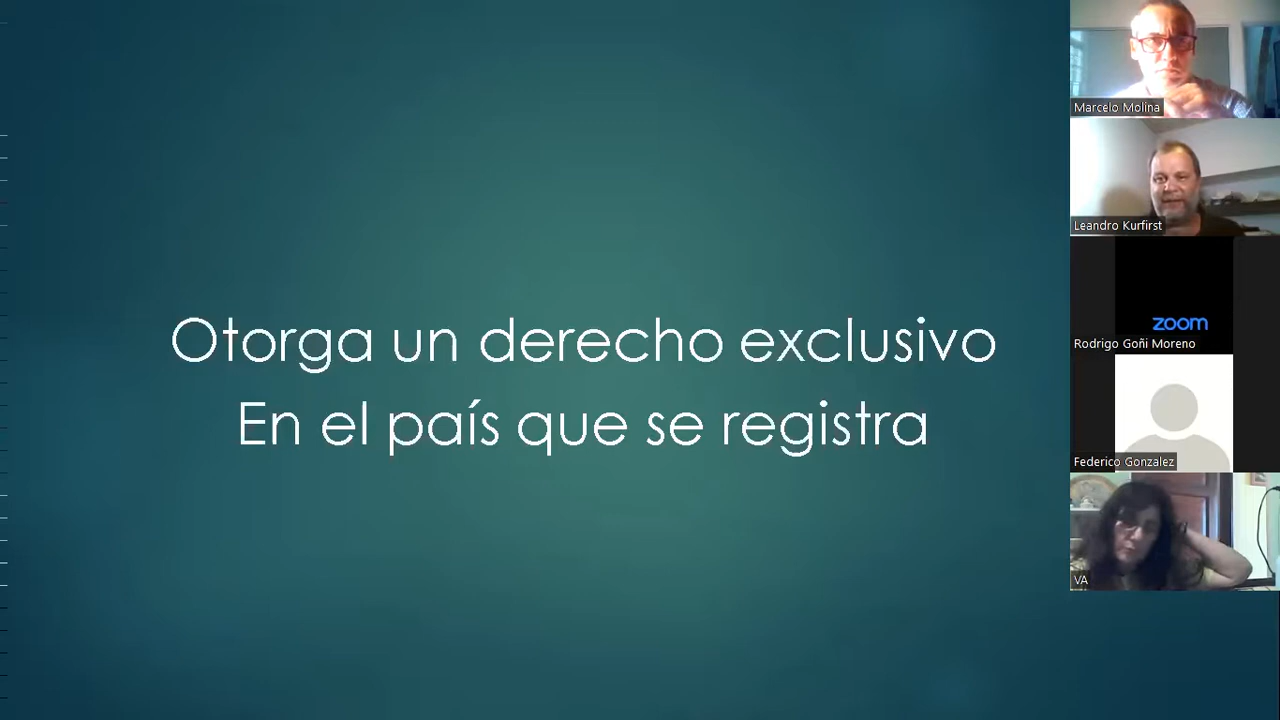 Otorga un derecho exclusivo
En el país que se registra
Marcelo Molina
Leandro Kurfirst
zoom
Rodrigo Goñi Moreno
Federico Gonzalez
VA